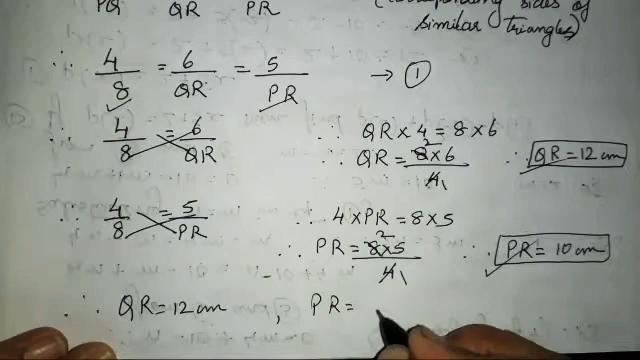 PQ QR PR (corresponding sides of
similar triangles)
∴ 4/8 = 6/QR = 5/PR → ①
∴ 4/8 = 6/QR ∴ QR × 4 = 8 × 6
∴ QR = 8×6/4 ∴ QR = 12 cm
∴ 4/8 = 5/PR ∴ 4 × PR = 8 × 5
∴ PR = 8×5/4 ∴ PR = 10 cm
∴ QR = 12 cm , PR =